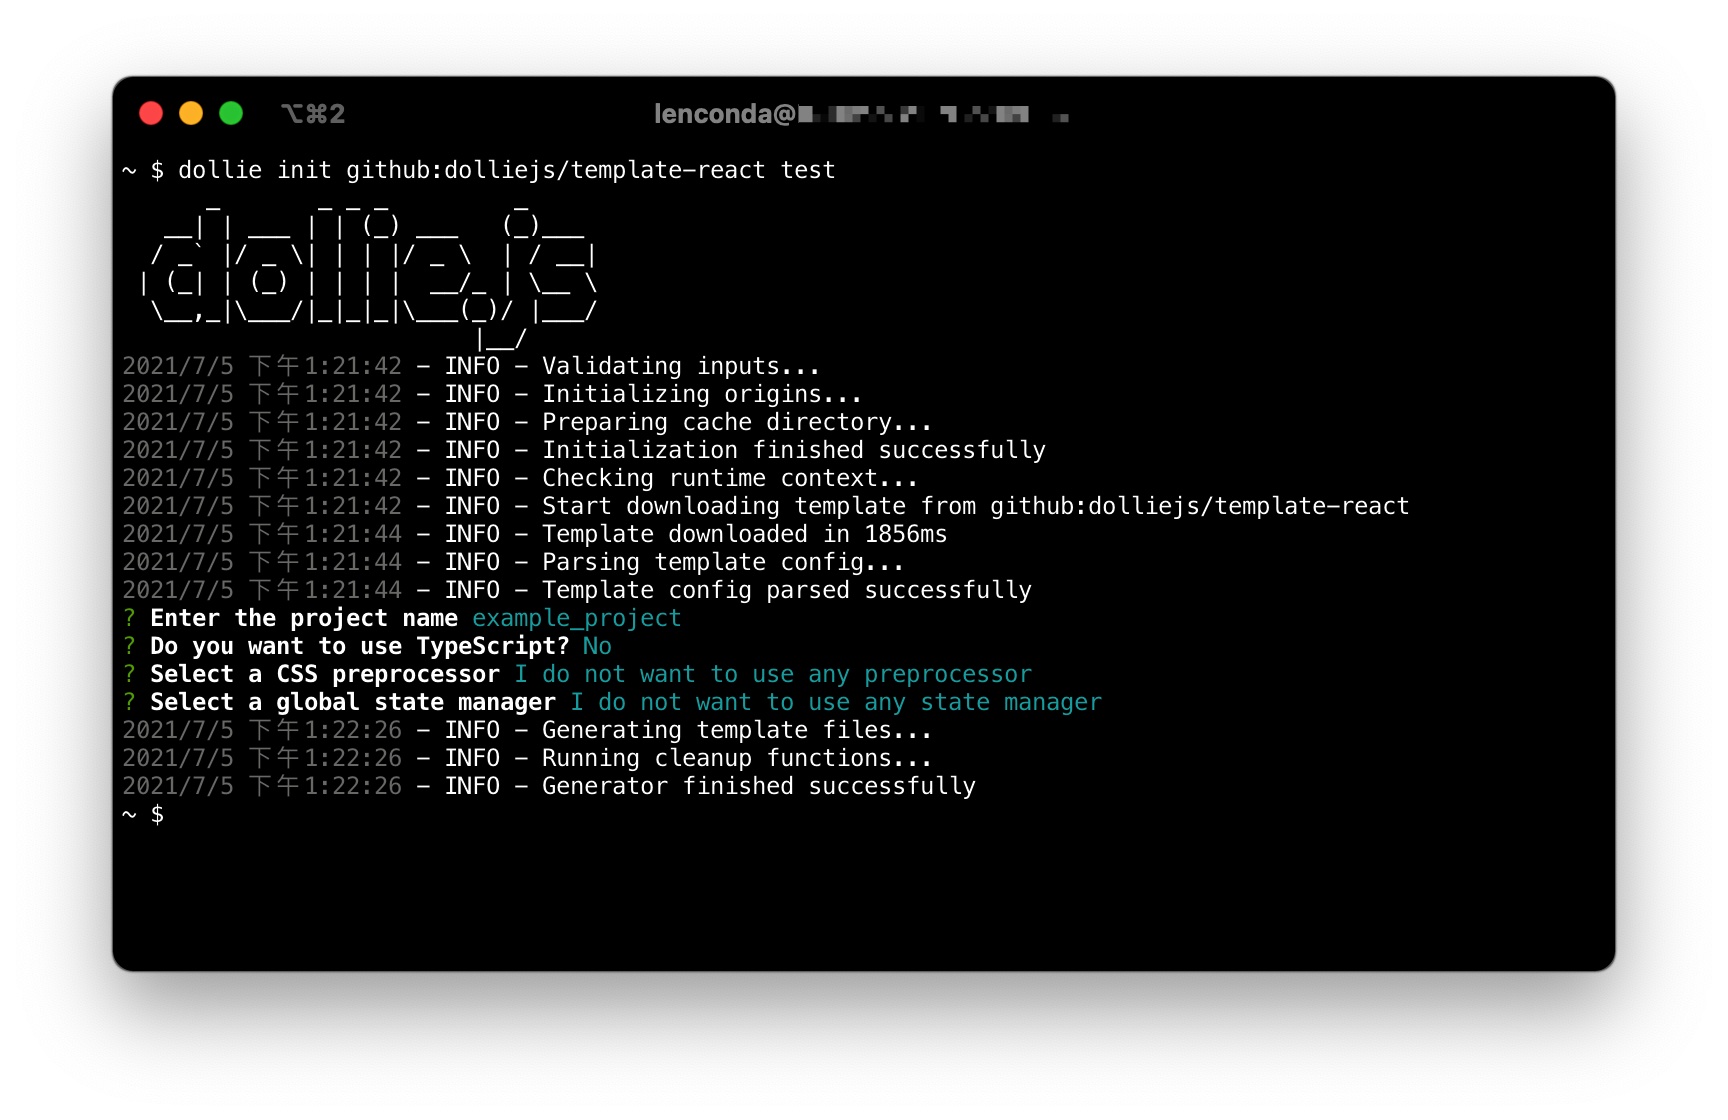 ⌥⌘2
lenconda@
~ $ dollie init github:dolliejs/template-react test
dollie.js
2021/7/5 下午1:21:42 - INFO - Validating inputs...
2021/7/5 下午1:21:42 - INFO - Initializing origins...
2021/7/5 下午1:21:42 - INFO - Preparing cache directory...
2021/7/5 下午1:21:42 - INFO - Initialization finished successfully
2021/7/5 下午1:21:42 - INFO - Checking runtime context...
2021/7/5 下午1:21:42 - INFO - Start downloading template from github:dolliejs/template-react
2021/7/5 下午1:21:44 - INFO - Template downloaded in 1856ms
2021/7/5 下午1:21:44 - INFO - Parsing template config...
2021/7/5 下午1:21:44 - INFO - Template config parsed successfully
? Enter the project name example_project
? Do you want to use TypeScript? No
? Select a CSS preprocessor I do not want to use any preprocessor
? Select a global state manager I do not want to use any state manager
2021/7/5 下午1:22:26 - INFO - Generating template files...
2021/7/5 下午1:22:26 - INFO - Running cleanup functions...
2021/7/5 下午1:22:26 - INFO - Generator finished successfully
~ $